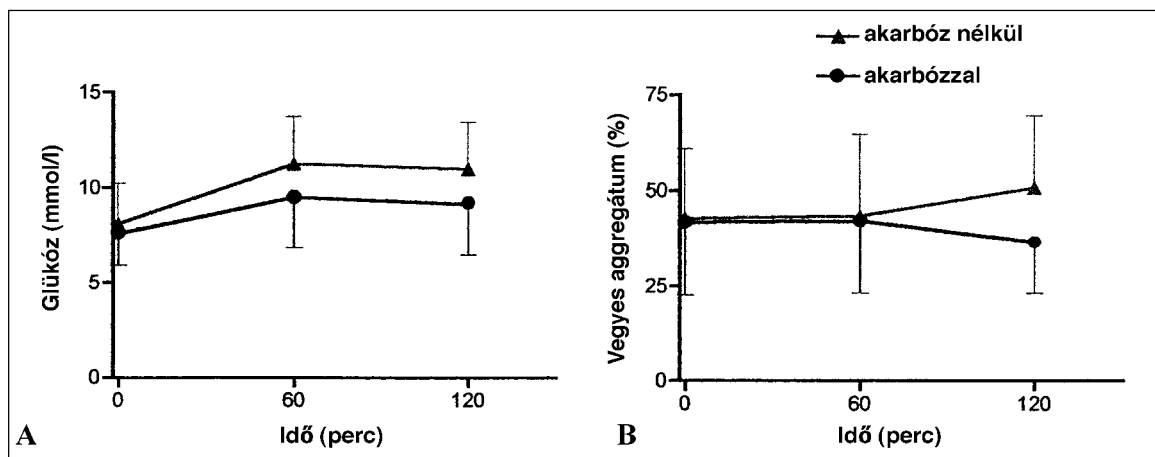 akarbóz nélkül
akarbózzal
Glükóz (mmol/l)
15
10
5
0
0
60
120
Idő (perc)
A
Vegyes aggregátum (%)
75
50
25
0
0
60
120
Idő (perc)
B